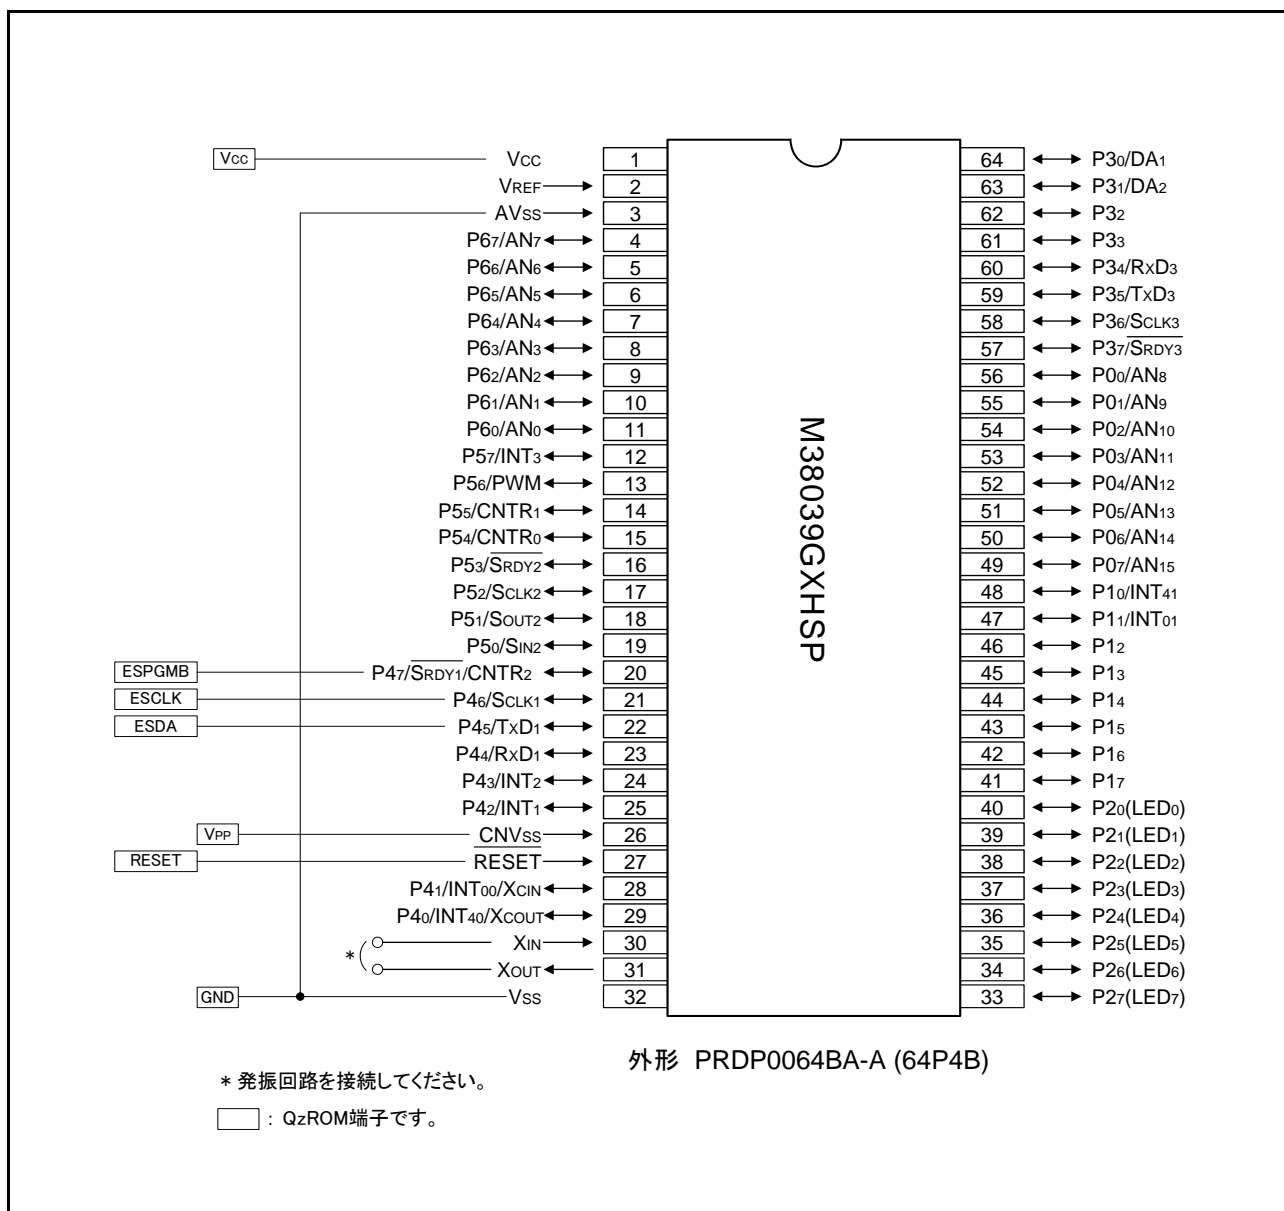 Vcc VCC 1 64 P30/DA1
VREF 2 63 P31/DA2
AVSS 3 62 P32
P67/AN7 4 61 P33
P66/AN6 5 60 P34/RXD3
P65/AN5 6 59 P35/TXD3
P64/AN4 7 58 P36/SCLK3
P63/AN3 8 57 P37/SRDY3
P62/AN2 9 56 P00/AN8
P61/AN1 10 55 P01/AN9
P60/AN0 11 54 P02/AN10
P57/INT3 12 53 P03/AN11
P56/PWM 13 52 P04/AN12
P55/CNTR1 14 51 P05/AN13
P54/CNTR0 15 50 P06/AN14
P53/SRDY2 16 49 P07/AN15
P52/SCLK2 17 48 P10/INT41
P51/SOUT2 18 47 P11/INT01
P50/SIN2 19 46 P12
ESPGMB P47/SRDY1/CNTR2 20 45 P13
ESCLK P46/SCLK1 21 44 P14
ESDA P45/TXD1 22 43 P15
P44/RXD1 23 42 P16
P43/INT2 24 41 P17
P42/INT1 25 40 P20(LED0)
VPP CNVSS 26 39 P21(LED1)
RESET RESET 27 38 P22(LED2)
P41/INT00/XCIN 28 37 P23(LED3)
P40/INT40/XCOUT 29 36 P24(LED4)
* XIN 30 35 P25(LED5)
XOUT 31 34 P26(LED6)
GND VSS 32 33 P27(LED7)
M38039GXHSP
外形 PRDP0064BA-A (64P4B)
* 発振回路を接続してください。
: QzROM端子です。